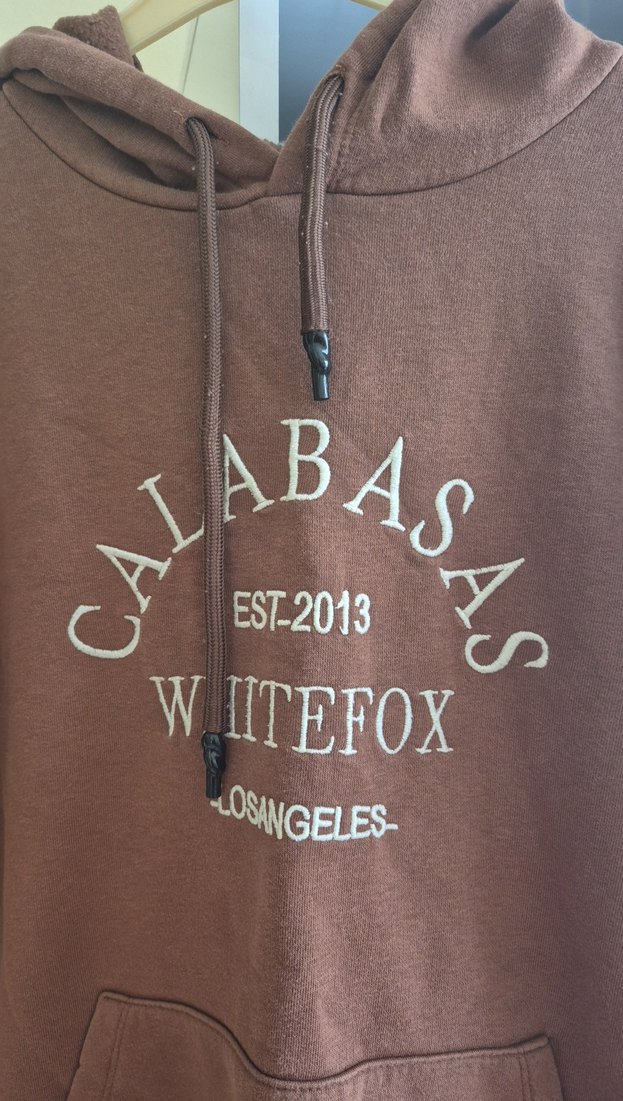 CALABASAS
EST-2013
WHITEFOX
-LOSANGELES-